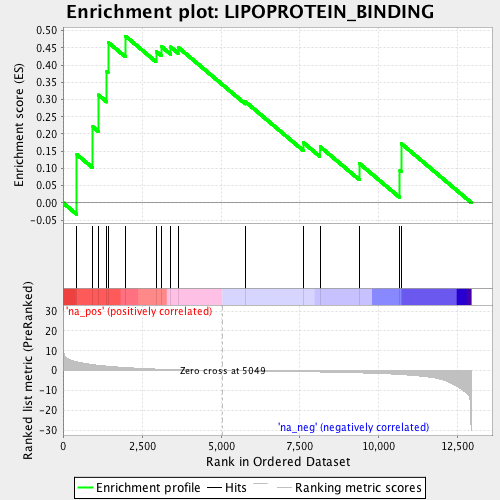 Enrichment plot: LIPOPROTEIN_BINDING
Enrichment score (ES)
0.50
0.45
0.40
0.35
0.30
0.25
0.20
0.15
0.10
0.05
0.00
-0.05
'na_pos' (positively correlated)
Ranked list metric (PreRanked)
30
20
10
0
-10
-20
-30
Zero cross at 5049
'na_neg' (negatively correlated)
0 2,500 5,000 7,500 10,000 12,500
Rank in Ordered Dataset
Enrichment profile Hits Ranking metric scores